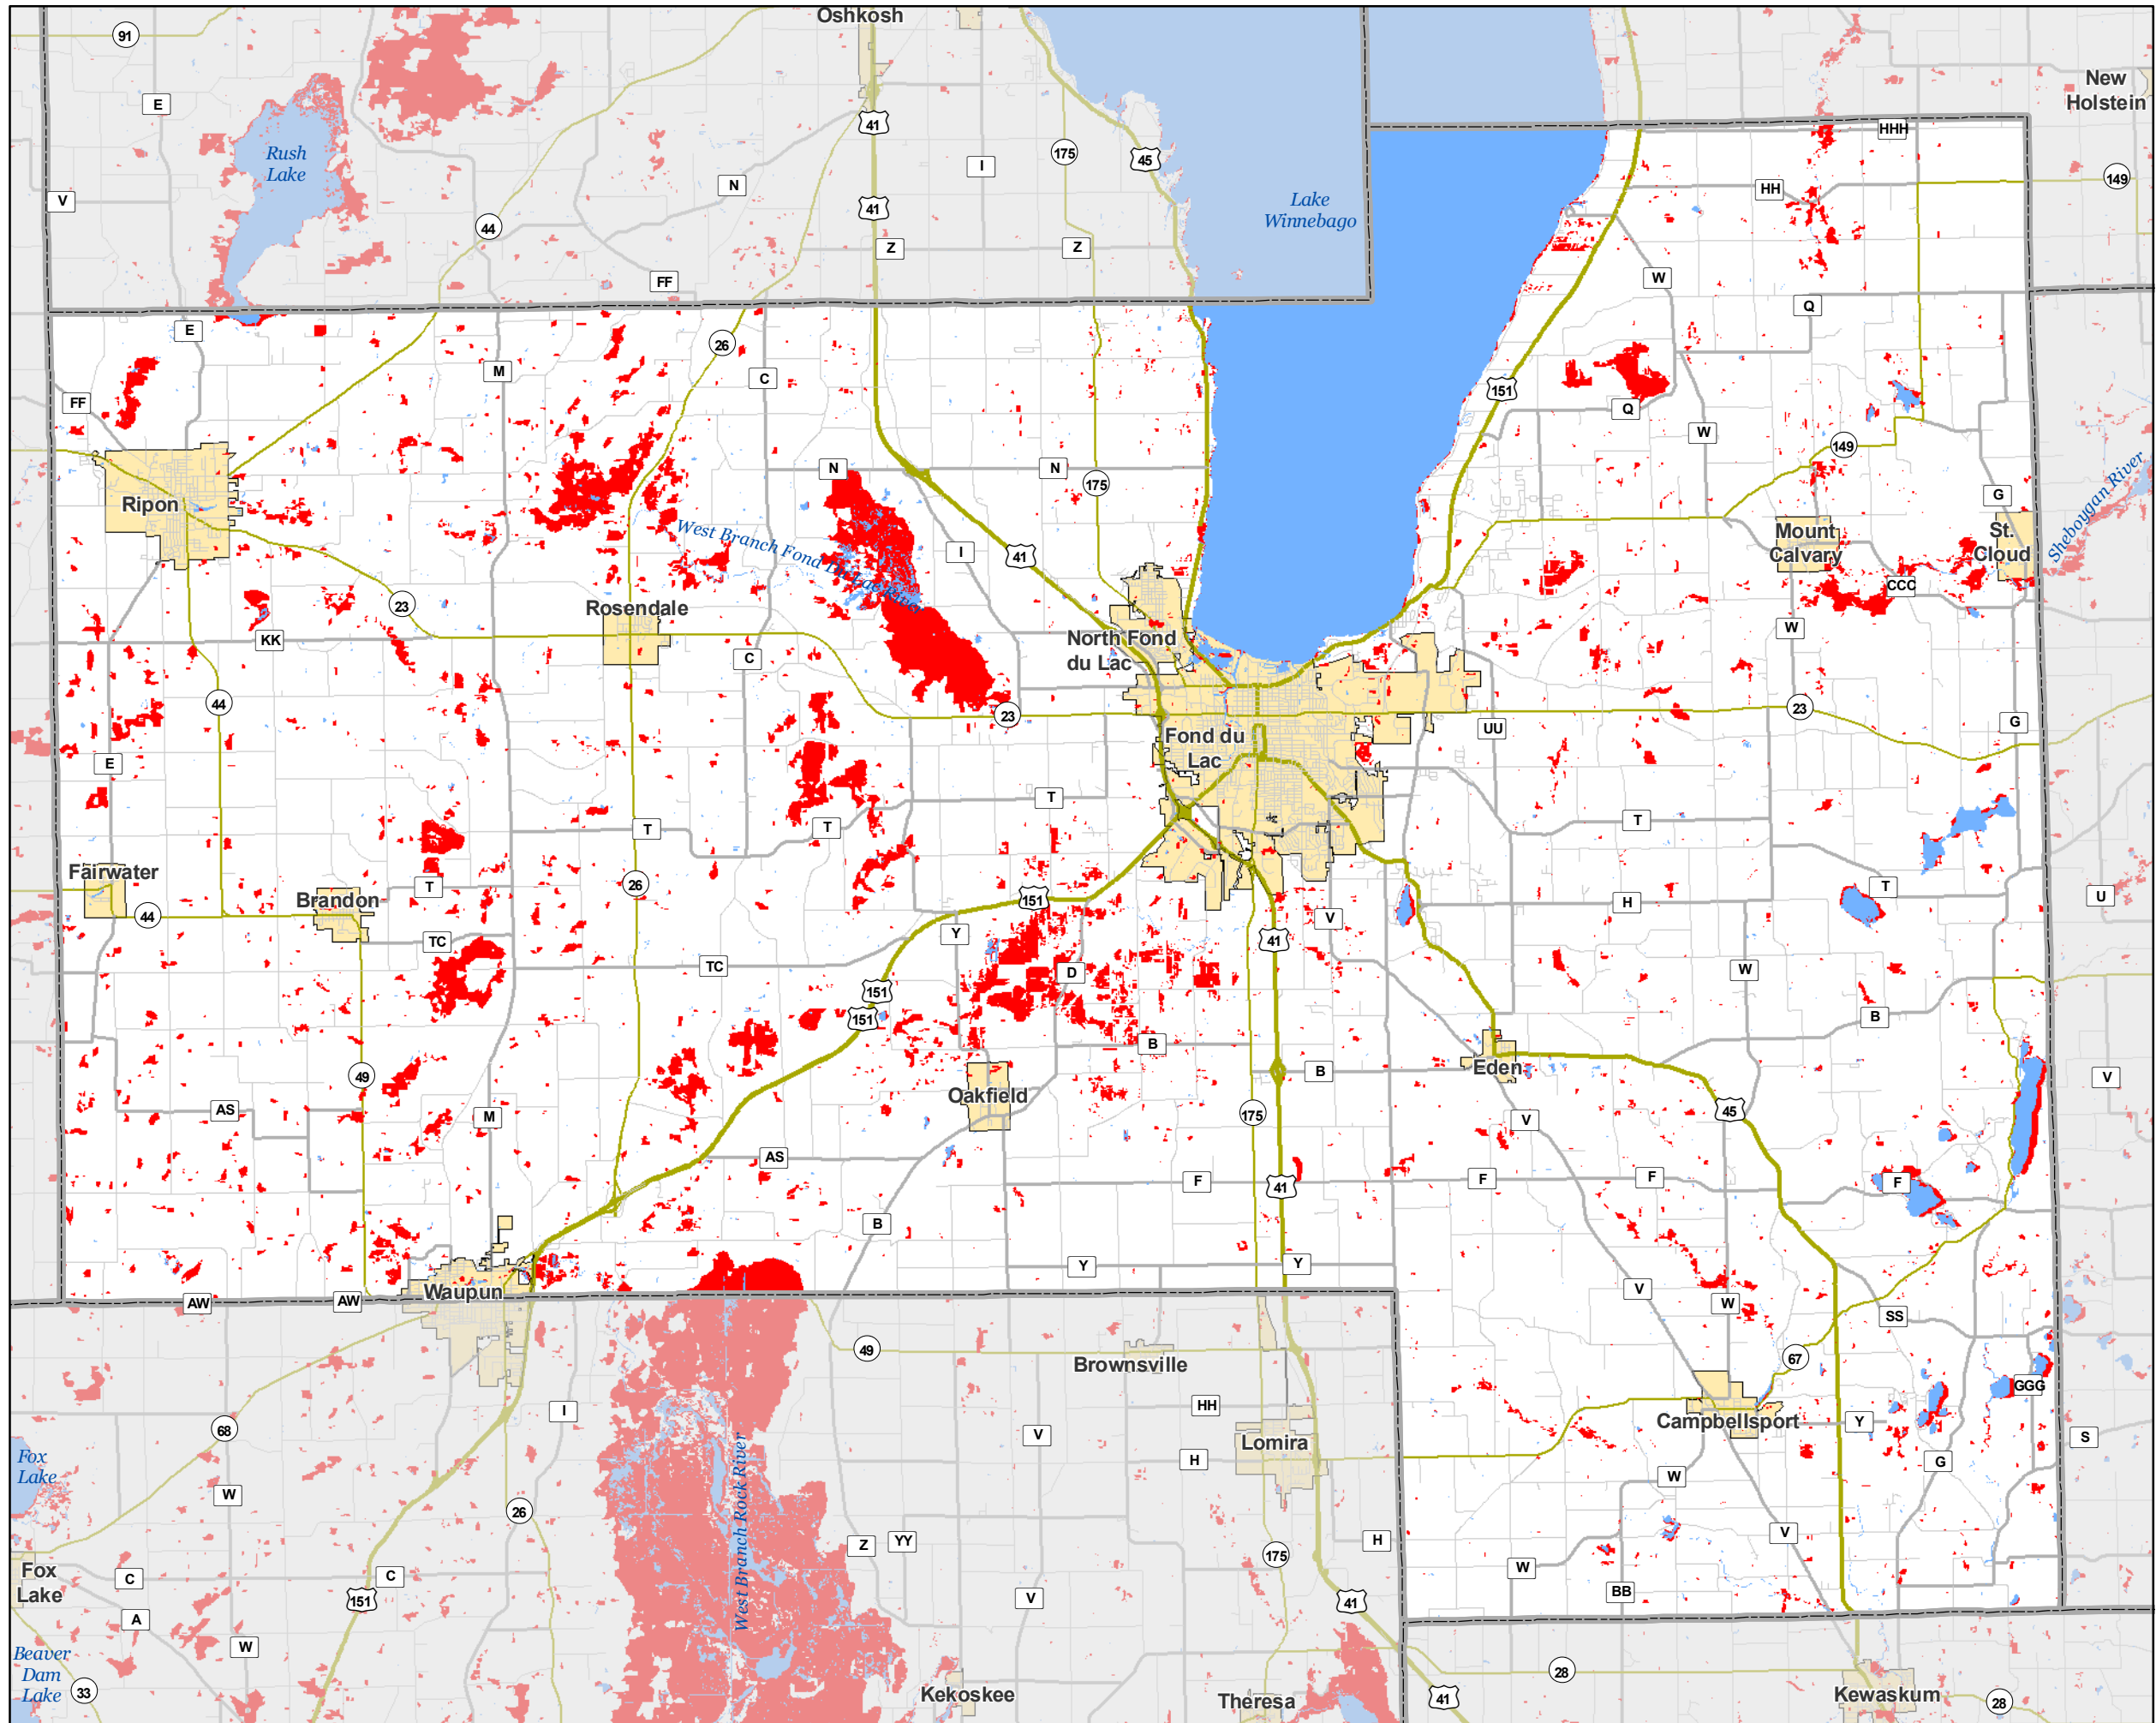 Oshkosh
91
New
Holstein
E
41
HHH
Rush
Lake
175
45
I
149
N
HH
V
41
Lake
Winnebago
44
Z
Z
FF
W
Q
E
26
M
C
151
FF
Q
W
149
N
N
175
Ripon
G
Sheboygan River
West Branch Fond Du Lac River
Mount
Calvary
St.
Cloud
I
41
CCC
23
Rosendale
W
KK
North Fond
du Lac
C
44
23
23
G
UU
Fond du
Lac
E
T
T
T
T
Fairwater
26
T
T
Brandon
151
H
U
44
V
Y
TC
41
TC
D
W
151
151
B
B
49
Eden
B
V
Oakfield
AS
M
175
45
V
AS
F
F
F
F
41
B
Y
Y
V
Waupun
AW
AW
W
SS
49
Brownsville
67
GGG
HH
I
Campbellsport
Y
68
V
Lomira
S
Fox
Lake
H
G
West Branch Rock River
W
W
26
V
Z
YY
H
175
Fox
Lake
C
C
W
151
V
BB
41
A
W
Beaver
Dam
Lake
28
33
Kekoskee
Theresa
41
Kewaskum
28